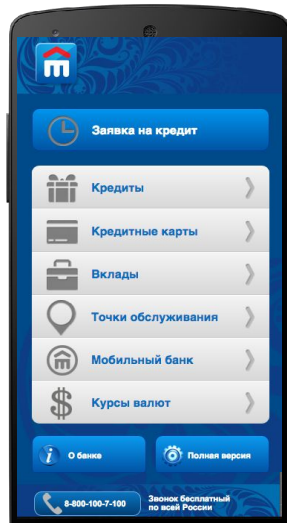 Заявка на кредит
Кредиты
Кредитные карты
Вклады
Точки обслуживания
Мобильный банк
Курсы валют
О банке
Полная версия
8-800-100-7-100
Звонок бесплатный
по всей России